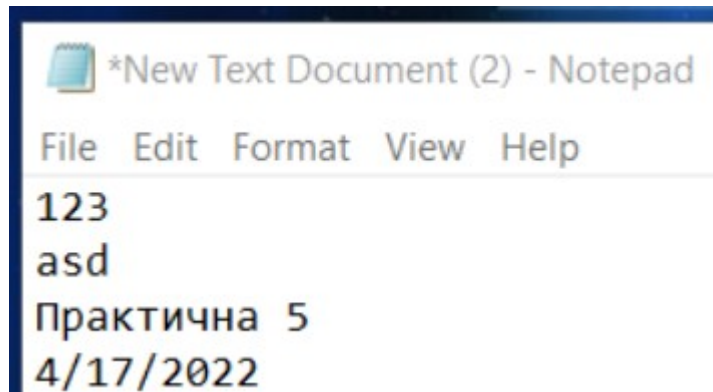 *New Text Document (2) - Notepad
File Edit Format View Help
123
asd
Практична 5
4/17/2022